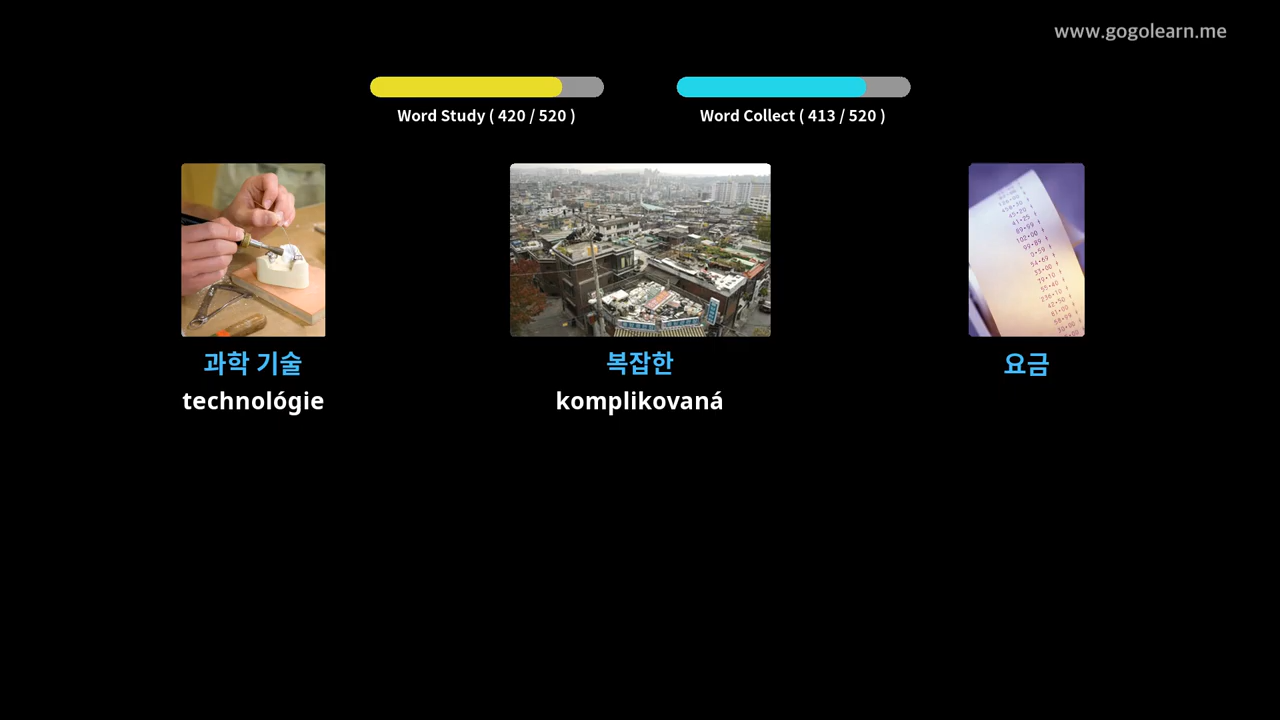 www.gogolearn.me
Word Study ( 420 / 520 )
Word Collect ( 413 / 520 )
과학 기술
복잡한
요금
technológie
komplikovaná